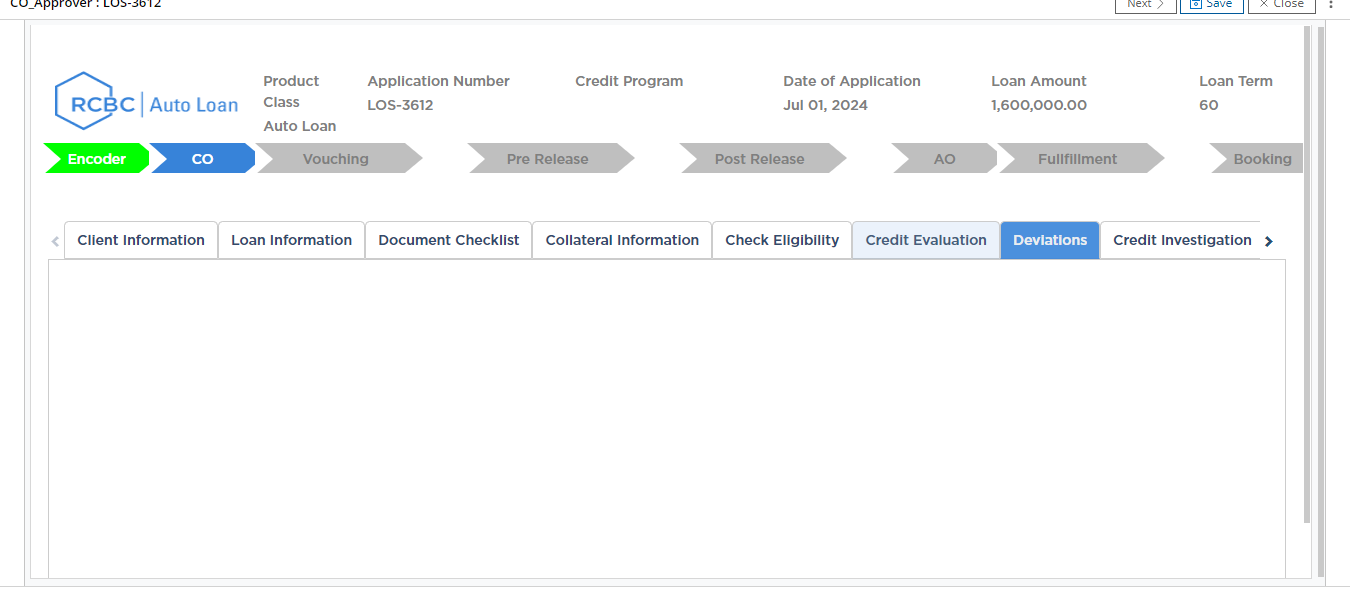 CO_Approver : LOS-3612
Next
Save
Close
RCBC | Auto Loan
Product Class
Auto Loan
Application Number
LOS-3612
Credit Program
Date of Application
Jul 01, 2024
Loan Amount
1,600,000.00
Loan Term
60
Encoder
CO
Vouching
Pre Release
Post Release
AO
Fullfillment
Booking
Client Information
Loan Information
Document Checklist
Collateral Information
Check Eligibility
Credit Evaluation
Deviations
Credit Investigation